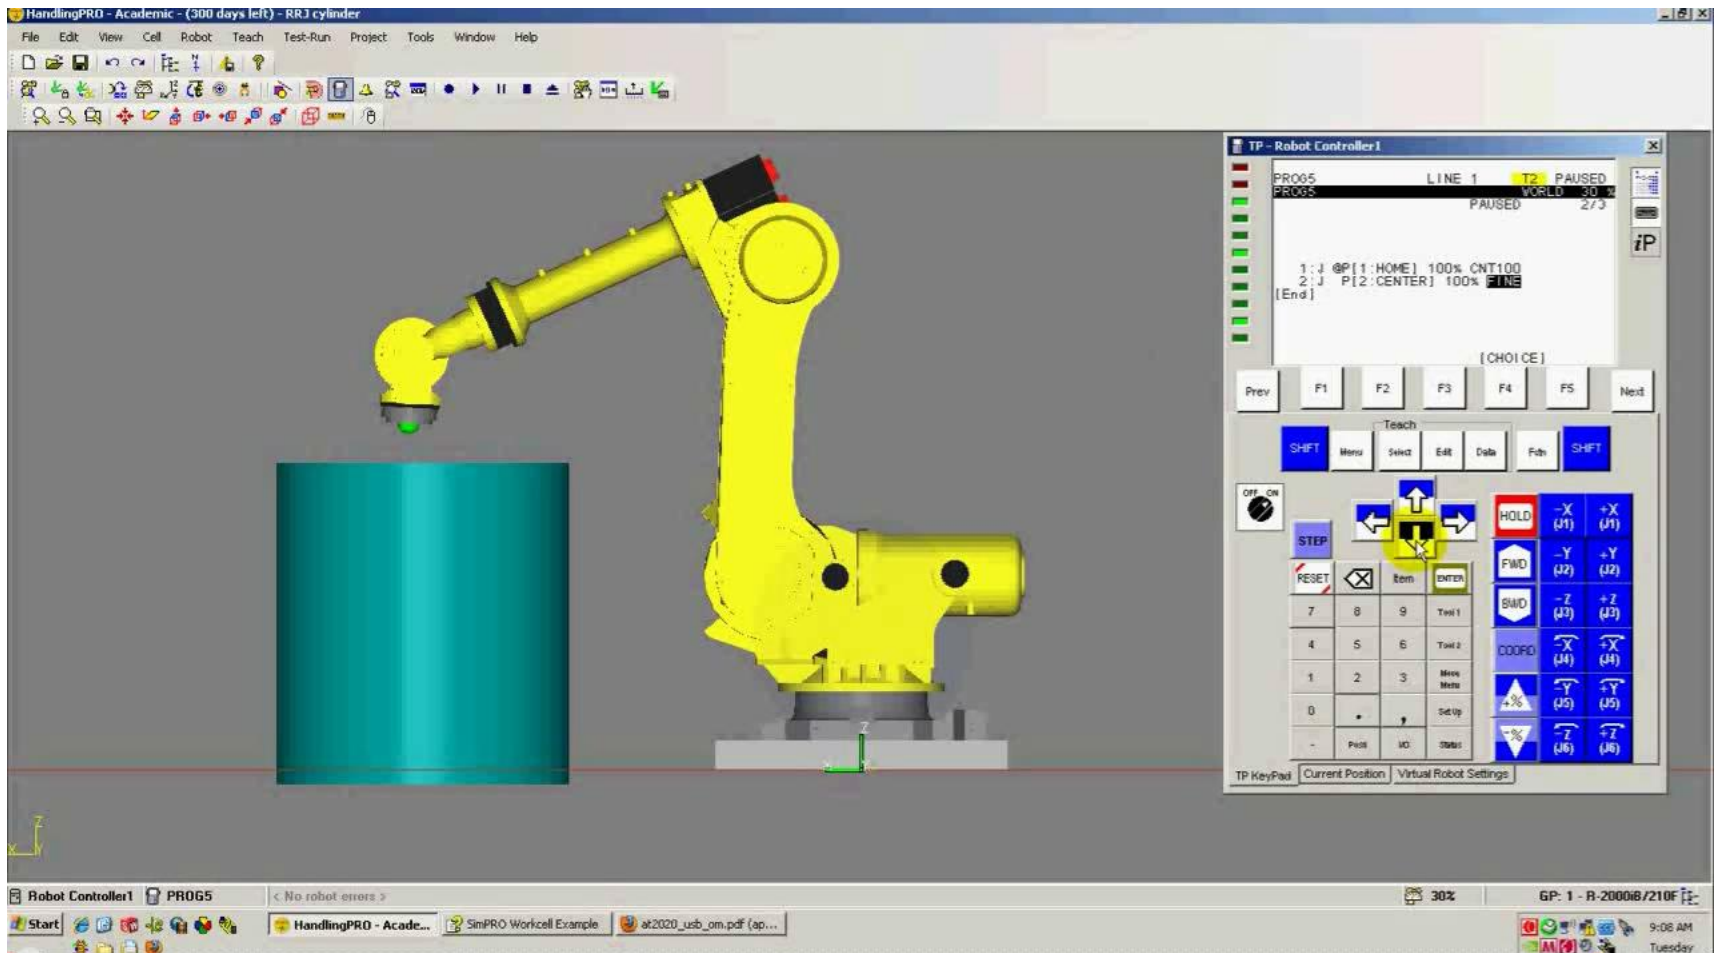 HandlingPRO - Academic - (300 days left) - RRJ cylinder
File Edit View Cell Robot Teach Test-Run Project Tools Window Help
TP - Robot Controller1
PROG5 LINE 1 T2 PAUSED
PROG5 WORLD 30 %
PAUSED 2/3
1:J @P[1:HOME] 100% CNT100
2:J P[2:CENTER] 100% FINE
[End]
[CHOICE]
iP
Prev F1 F2 F3 F4 F5 Next
Teach
SHIFT Menu Select Edit Data Fctn SHIFT
OFF ON
STEP
HOLD -X (J1) +X (J1)
RESET Item ENTER
FWD -Y (J2) +Y (J2)
7 8 9 Tool 1
BWD -Z (J3) +Z (J3)
4 5 6 Tool 2
COORD -X (J4) +X (J4)
1 2 3 Move Menu
+% -Y (J5) +Y (J5)
0 . , Set Up
-% -Z (J6) +Z (J6)
- Posn I/O Status
TP KeyPad Current Position Virtual Robot Settings
Z
X
Z
X Y
Robot Controller1 PROG5 < No robot errors > 30% GP: 1 - R-2000iB/210F
Start HandlingPRO - Acade... SimPRO Workcell Example at2020_usb_om.pdf (ap... 9:08 AM
Tuesday